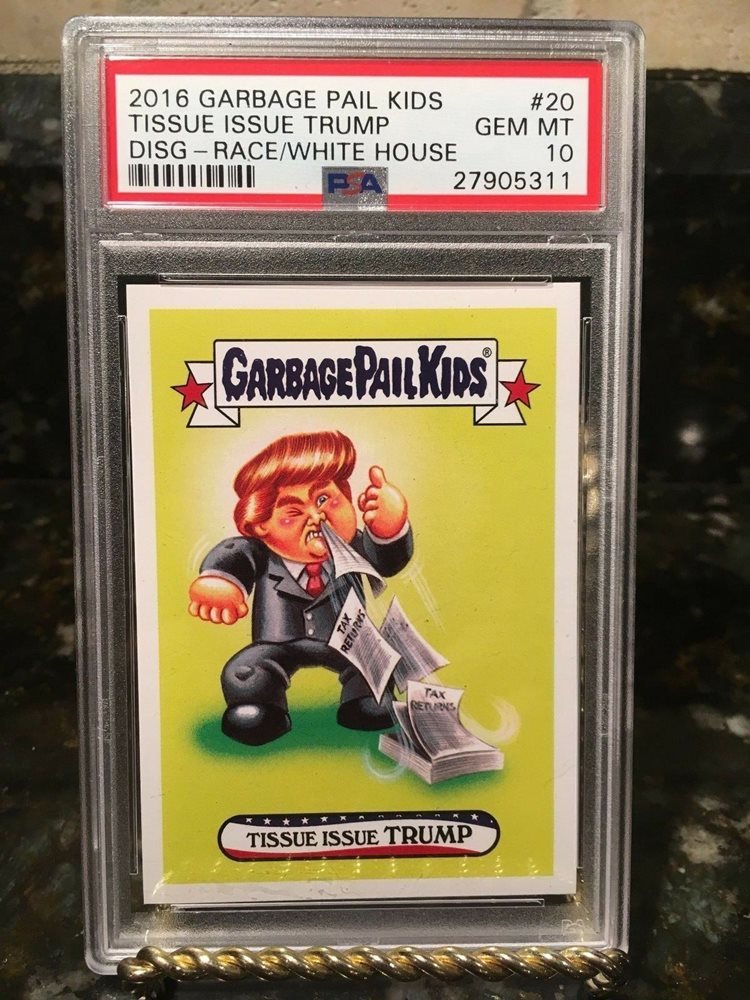 2016 GARBAGE PAIL KIDS #20
TISSUE ISSUE TRUMP GEM MT
DISG-RACE/WHITE HOUSE 10
PSA 27905311
GARBAGE PAIL KIDS®
TAX
RETURNS
TAX
RETURNS
TISSUE ISSUE TRUMP